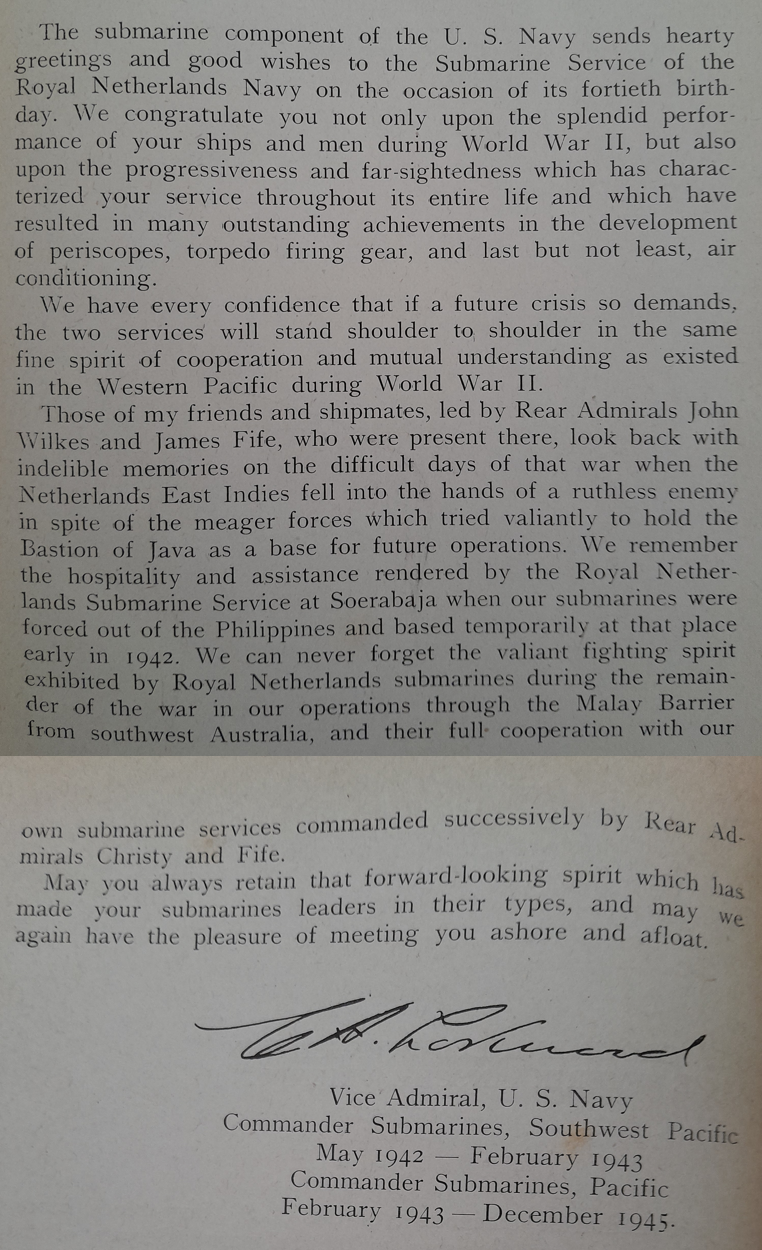 The submarine component of the U. S. Navy sends hearty
greetings and good wishes to the Submarine Service of the
Royal Netherlands Navy on the occasion of its fortieth birth-
day. We congratulate you not only upon the splendid perfor-
mance of your ships and men during World War II, but also
upon the progressiveness and far-sightedness which has charac-
terized your service throughout its entire life and which have
resulted in many outstanding achievements in the development
of periscopes, torpedo firing gear, and last but not least, air
conditioning.
We have every confidence that if a future crisis so demands,
the two services will stand shoulder to shoulder in the same
fine spirit of cooperation and mutual understanding as existed
in the Western Pacific during World War II.
Those of my friends and shipmates, led by Rear Admirals John
Wilkes and James Fife, who were present there, look back with
indelible memories on the difficult days of that war when the
Netherlands East Indies fell into the hands of a ruthless enemy
in spite of the meager forces which tried valiantly to hold the
Bastion of Java as a base for future operations. We remember
the hospitality and assistance rendered by the Royal Nether-
lands Submarine Service at Soerabaja when our submarines were
forced out of the Philippines and based temporarily at that place
early in 1942. We can never forget the valiant fighting spirit
exhibited by Royal Netherlands submarines during the remain-
der of the war in our operations through the Malay Barrier
from southwest Australia, and their full cooperation with our
own submarine services commanded successively by Rear Ad-
mirals Christy and Fife.
May you always retain that forward-looking spirit which has
made your submarines leaders in their types, and may we
again have the pleasure of meeting you ashore and afloat.
C. A. Lockwood
Vice Admiral, U. S. Navy
Commander Submarines, Southwest Pacific
May 1942 — February 1943
Commander Submarines, Pacific
February 1943 — December 1945.